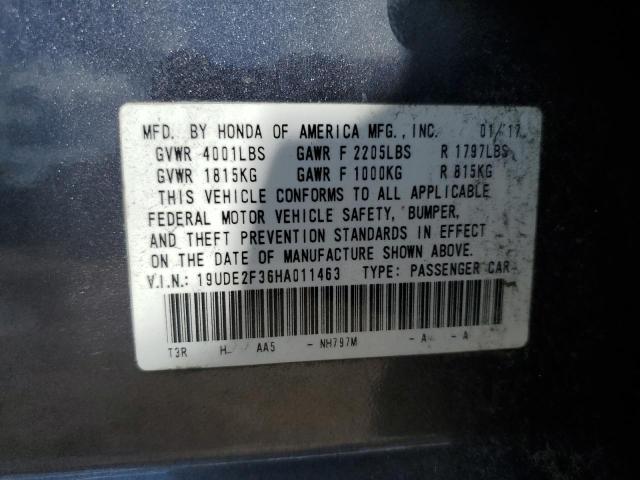 MFD. BY HONDA OF AMERICA MFG., INC. 01/17
GVWR 4001LBS GAWR F 2205LBS R 1797LBS
GVWR 1815KG GAWR F 1000KG R 815KG
THIS VEHICLE CONFORMS TO ALL APPLICABLE
FEDERAL MOTOR VEHICLE SAFETY, BUMPER,
AND THEFT PREVENTION STANDARDS IN EFFECT
ON THE DATE OF MANUFACTURE SHOWN ABOVE.
V.I.N.: 19UDE2F36HA011463 TYPE: PASSENGER CAR
T3R H AA5 - NH797M - A - A